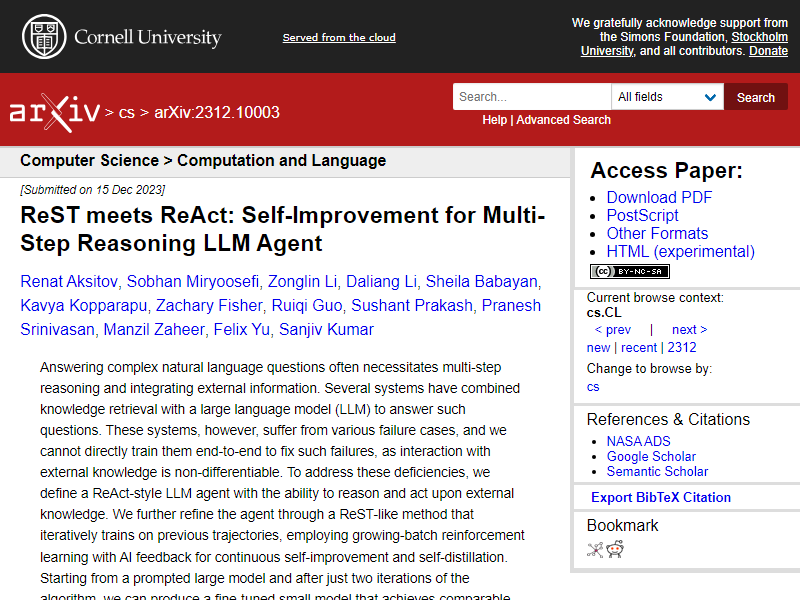 Cornell University
Served from the cloud
We gratefully acknowledge support from
the Simons Foundation, Stockholm
University, and all contributors. Donate
arXiv > cs > arXiv:2312.10003
Search...
All fields
Search
Help | Advanced Search
Computer Science > Computation and Language
[Submitted on 15 Dec 2023]
ReST meets ReAct: Self-Improvement for Multi-
Step Reasoning LLM Agent
Renat Aksitov, Sobhan Miryoosefi, Zonglin Li, Daliang Li, Sheila Babayan,
Kavya Kopparapu, Zachary Fisher, Ruiqi Guo, Sushant Prakash, Pranesh
Srinivasan, Manzil Zaheer, Felix Yu, Sanjiv Kumar
Answering complex natural language questions often necessitates multi-step
reasoning and integrating external information. Several systems have combined
knowledge retrieval with a large language model (LLM) to answer such
questions. These systems, however, suffer from various failure cases, and we
cannot directly train them end-to-end to fix such failures, as interaction with
external knowledge is non-differentiable. To address these deficiencies, we
define a ReAct-style LLM agent with the ability to reason and act upon external
knowledge. We further refine the agent through a ReST-like method that
iteratively trains on previous trajectories, employing growing-batch reinforcement
learning with AI feedback for continuous self-improvement and self-distillation.
Starting from a prompted large model and after just two iterations of the
algorithm, we can produce a fine-tuned small model that achieves comparable
Access Paper:
Download PDF
PostScript
Other Formats
HTML (experimental)
(cc) BY-NC-SA
Current browse context:
cs.CL
< prev | next >
new | recent | 2312
Change to browse by:
cs
References & Citations
NASA ADS
Google Scholar
Semantic Scholar
Export BibTeX Citation
Bookmark